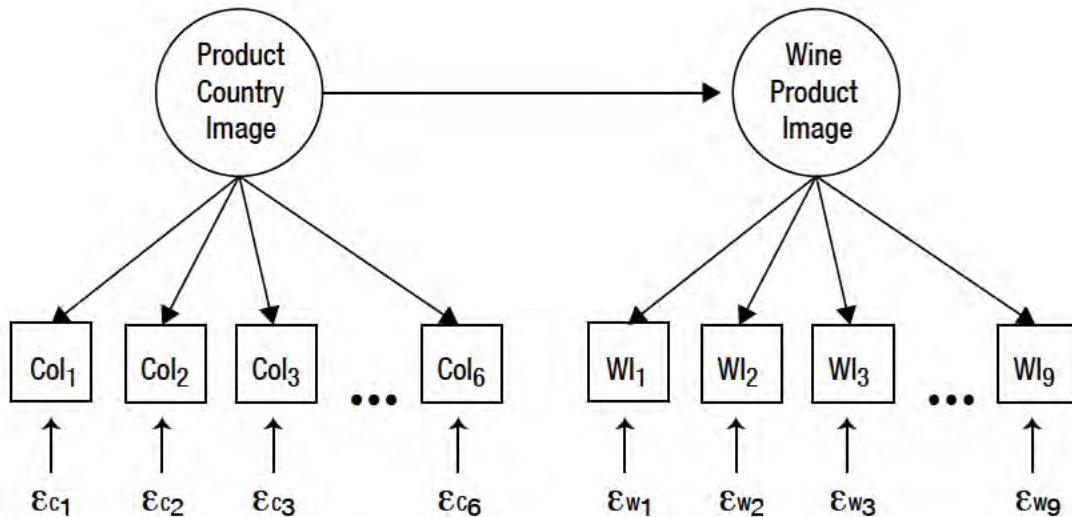 Product
Country
Image
Wine
Product
Image
CoI₁ CoI₂ CoI₃ ••• CoI₆ WI₁ WI₂ WI₃ ••• WI₉
εc₁ εc₂ εc₃ εc₆ εw₁ εw₂ εw₃ εw₉